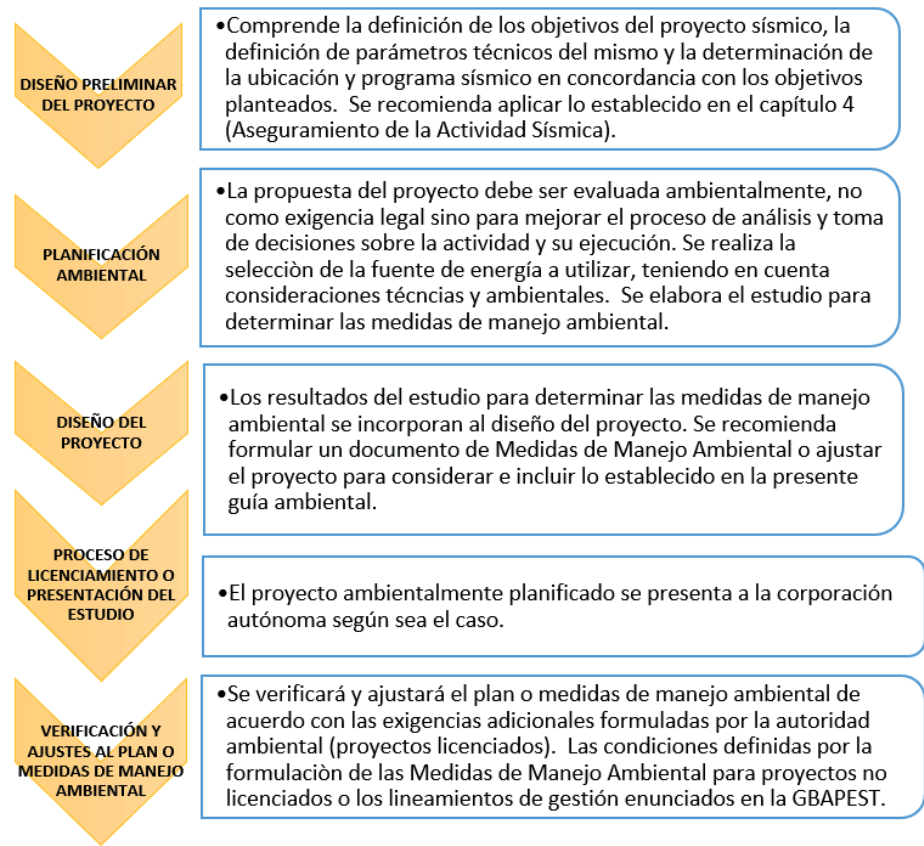 DISEÑO PRELIMINAR
DEL PROYECTO
•Comprende la definición de los objetivos del proyecto sísmico, la
definición de parámetros técnicos del mismo y la determinación de
la ubicación y programa sísmico en concordancia con los objetivos
planteados.  Se recomienda aplicar lo establecido en el capítulo 4
(Aseguramiento de la Actividad Sísmica).
PLANIFICACIÓN
AMBIENTAL
•La propuesta del proyecto debe ser evaluada ambientalmente, no
como exigencia legal sino para mejorar el proceso de análisis y toma
de decisiones sobre la actividad y su ejecución. Se realiza la
selecciòn de la fuente de energía a utilizar, teniendo en cuenta
consideraciones técncias y ambientales.  Se elabora el estudio para
determinar las medidas de manejo ambiental.
DISEÑO DEL
PROYECTO
•Los resultados del estudio para determinar las medidas de manejo
ambiental se incorporan al diseño del proyecto. Se recomienda
formular un documento de Medidas de Manejo Ambiental o ajustar
el proyecto para considerar e incluir lo establecido en la presente
guía ambiental.
PROCESO DE
LICENCIAMIENTO O
PRESENTACIÓN DEL
ESTUDIO
•El proyecto ambientalmente planificado se presenta a la corporación
autónoma según sea el caso.
VERIFICACIÓN Y
AJUSTES AL PLAN O
MEDIDAS DE MANEJO
AMBIENTAL
•Se verificará y ajustará el plan o medidas de manejo ambiental de
acuerdo con las exigencias adicionales formuladas por la autoridad
ambiental (proyectos licenciados).  Las condiciones definidas por la
formulaciòn de las Medidas de Manejo Ambiental para proyectos no
licenciados o los lineamientos de gestión enunciados en la GBAPEST.